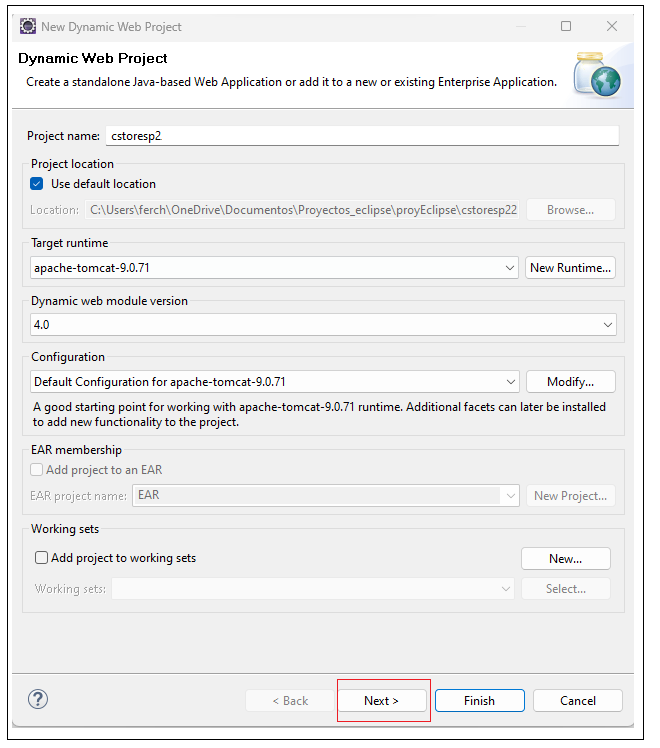 New Dynamic Web Project
Dynamic Web Project
Create a standalone Java-based Web Application or add it to a new or existing Enterprise Application.
Project name: cstoresp2
Project location
Use default location
Location: C:\Users\ferch\OneDrive\Documentos\Proyectos_eclipse\proyEclipse\cstoresp22 Browse...
Target runtime
apache-tomcat-9.0.71 New Runtime...
Dynamic web module version
4.0
Configuration
Default Configuration for apache-tomcat-9.0.71 Modify...
A good starting point for working with apache-tomcat-9.0.71 runtime. Additional facets can later be installed
to add new functionality to the project.
EAR membership
Add project to an EAR
EAR project name: EAR New Project...
Working sets
Add project to working sets New...
Working sets: Select...
? < Back Next > Finish Cancel